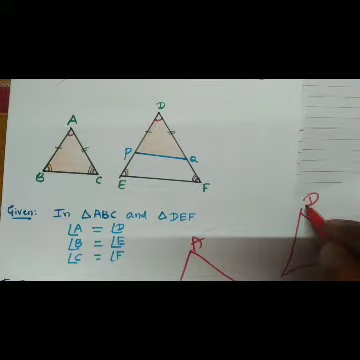 D
A
P Q
B C E F
Given: In △ABC and △DEF
∠A = ∠D
∠B = ∠E
∠C = ∠F
D
A